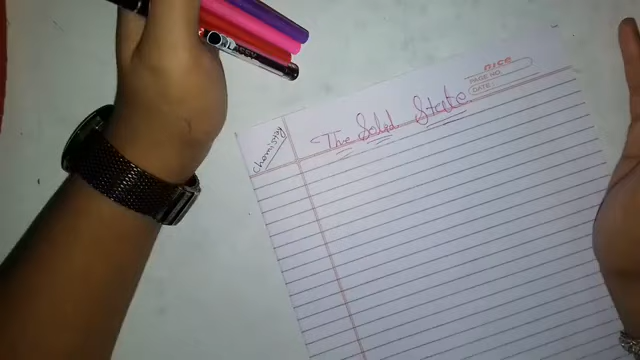 Chemistry
The Solid State.
PAGE NO.
DATE: